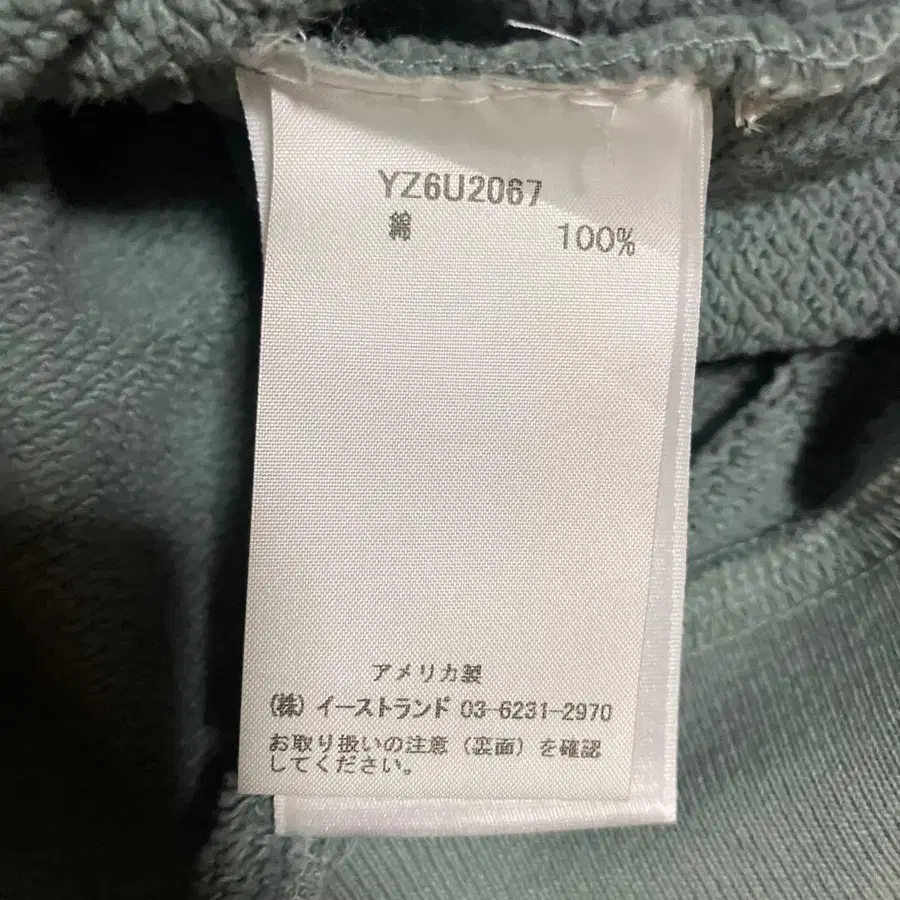 YZ6U2067
綿 100%
アメリカ製
(株) イーストランド 03-6231-2970
お取り扱いの注意（裏面）を確認
してください。